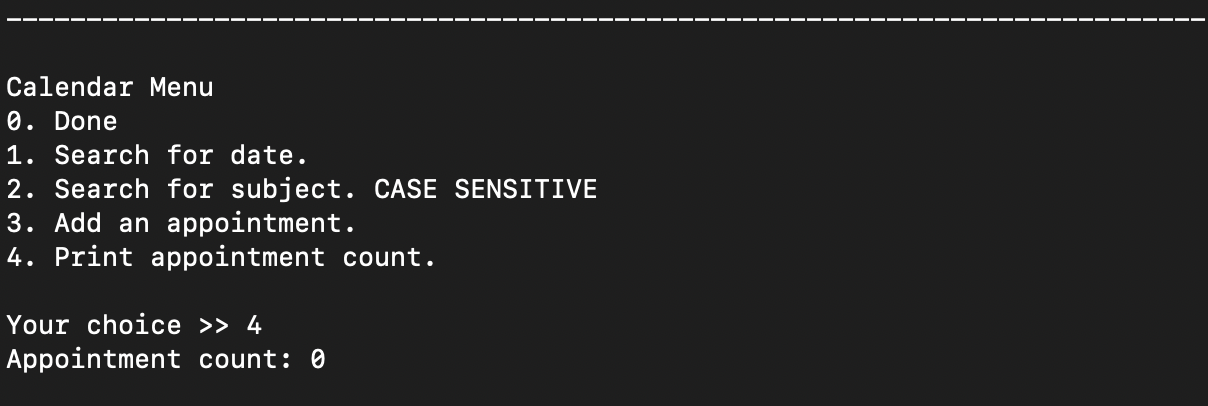 Calendar Menu
0. Done
1. Search for date.
2. Search for subject. CASE SENSITIVE
3. Add an appointment.
4. Print appointment count.
Your choice >> 4
Appointment count: 0